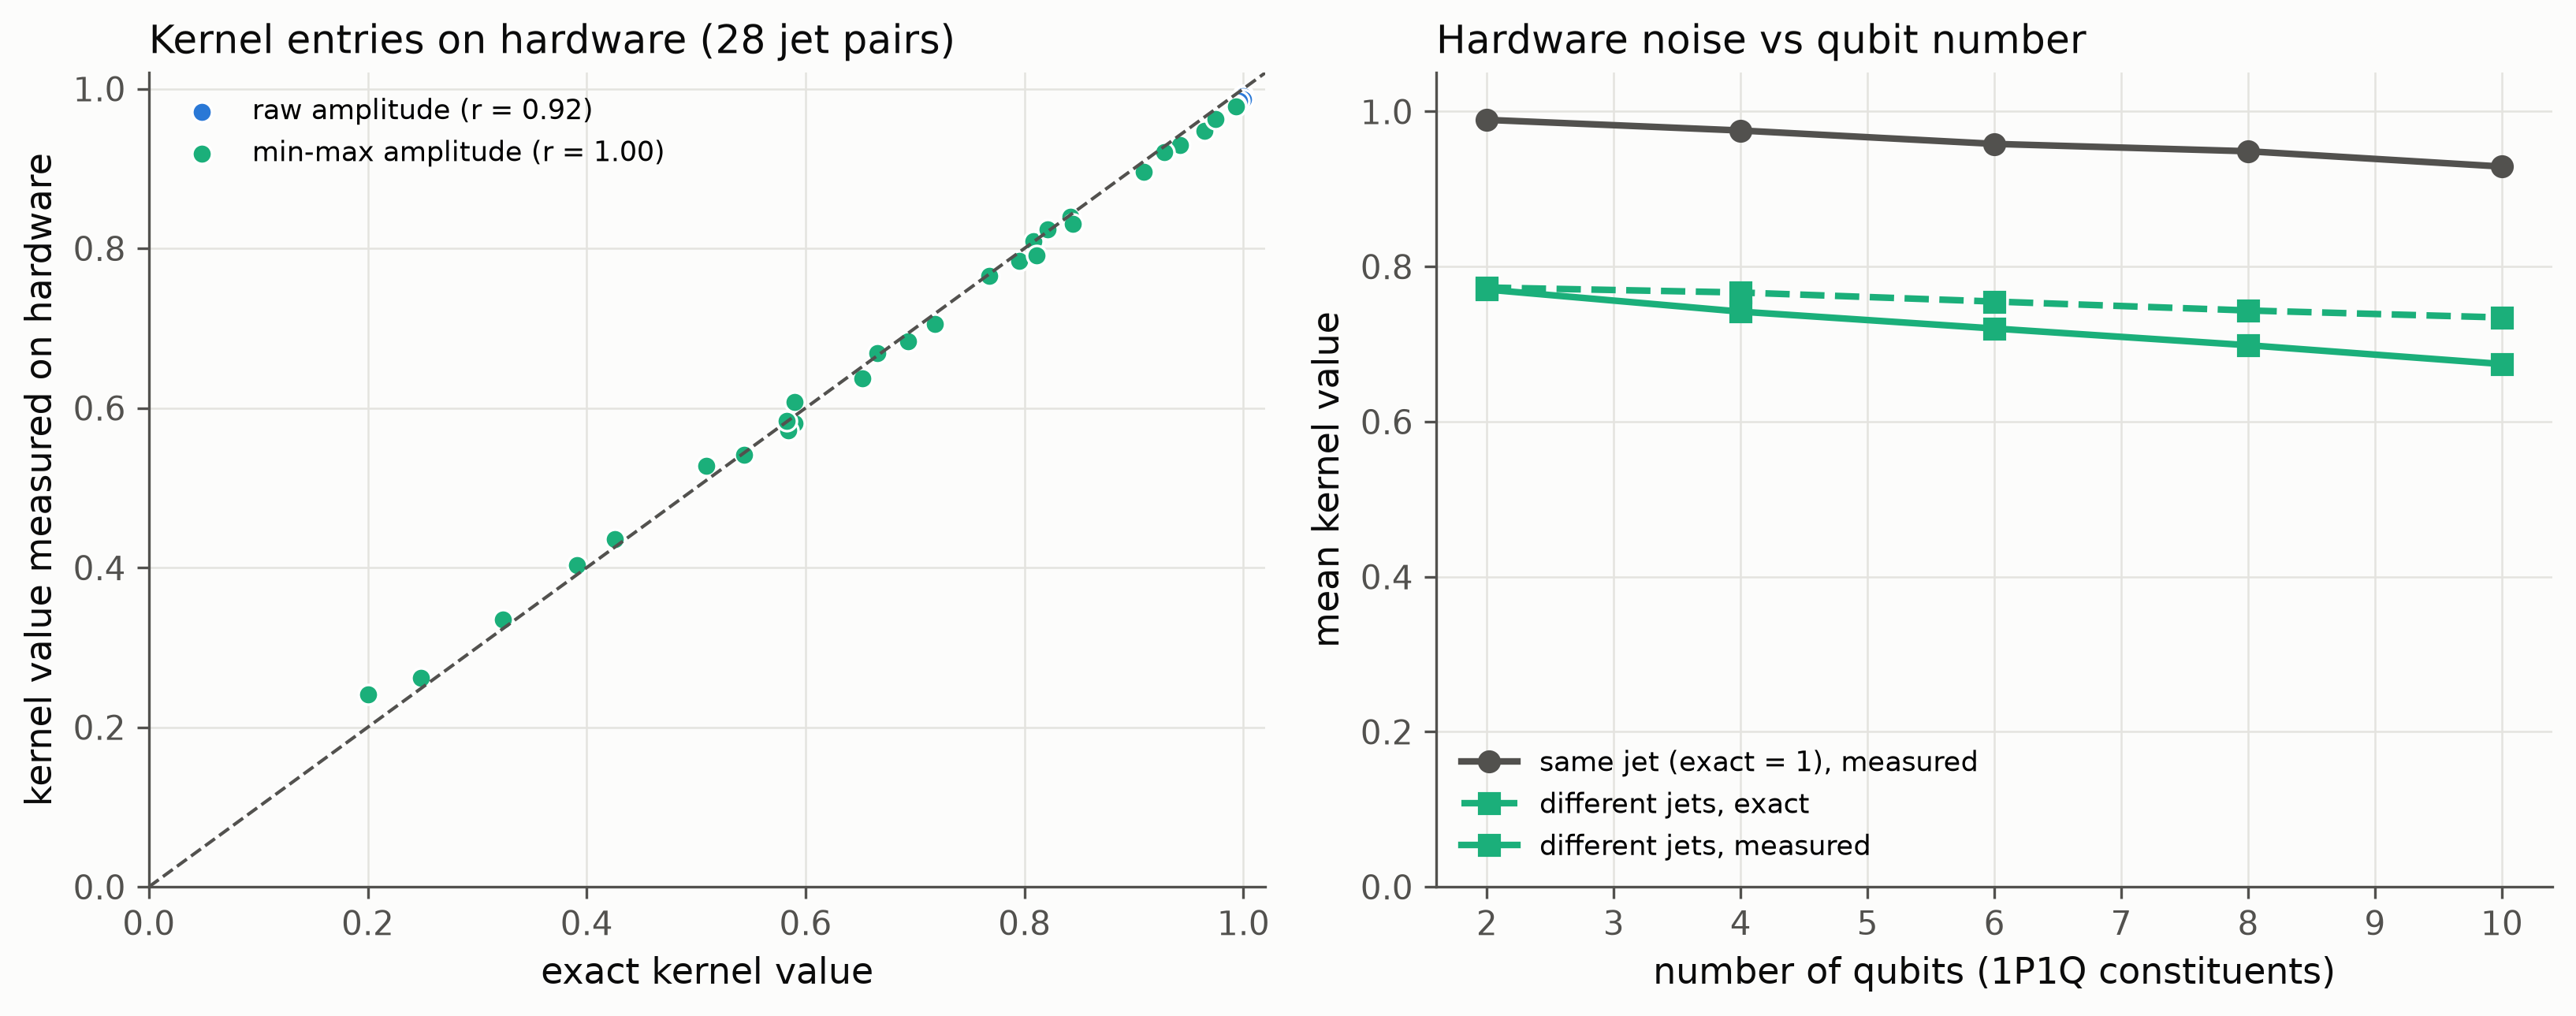 Kernel entries on hardware (28 jet pairs)
raw amplitude (r = 0.92)
min-max amplitude (r = 1.00)
kernel value measured on hardware
1.0
0.8
0.6
0.4
0.2
0.0
0.0 0.2 0.4 0.6 0.8 1.0
exact kernel value
Hardware noise vs qubit number
mean kernel value
1.0
0.8
0.6
0.4
0.2
0.0
same jet (exact = 1), measured
different jets, exact
different jets, measured
2 3 4 5 6 7 8 9 10
number of qubits (1P1Q constituents)